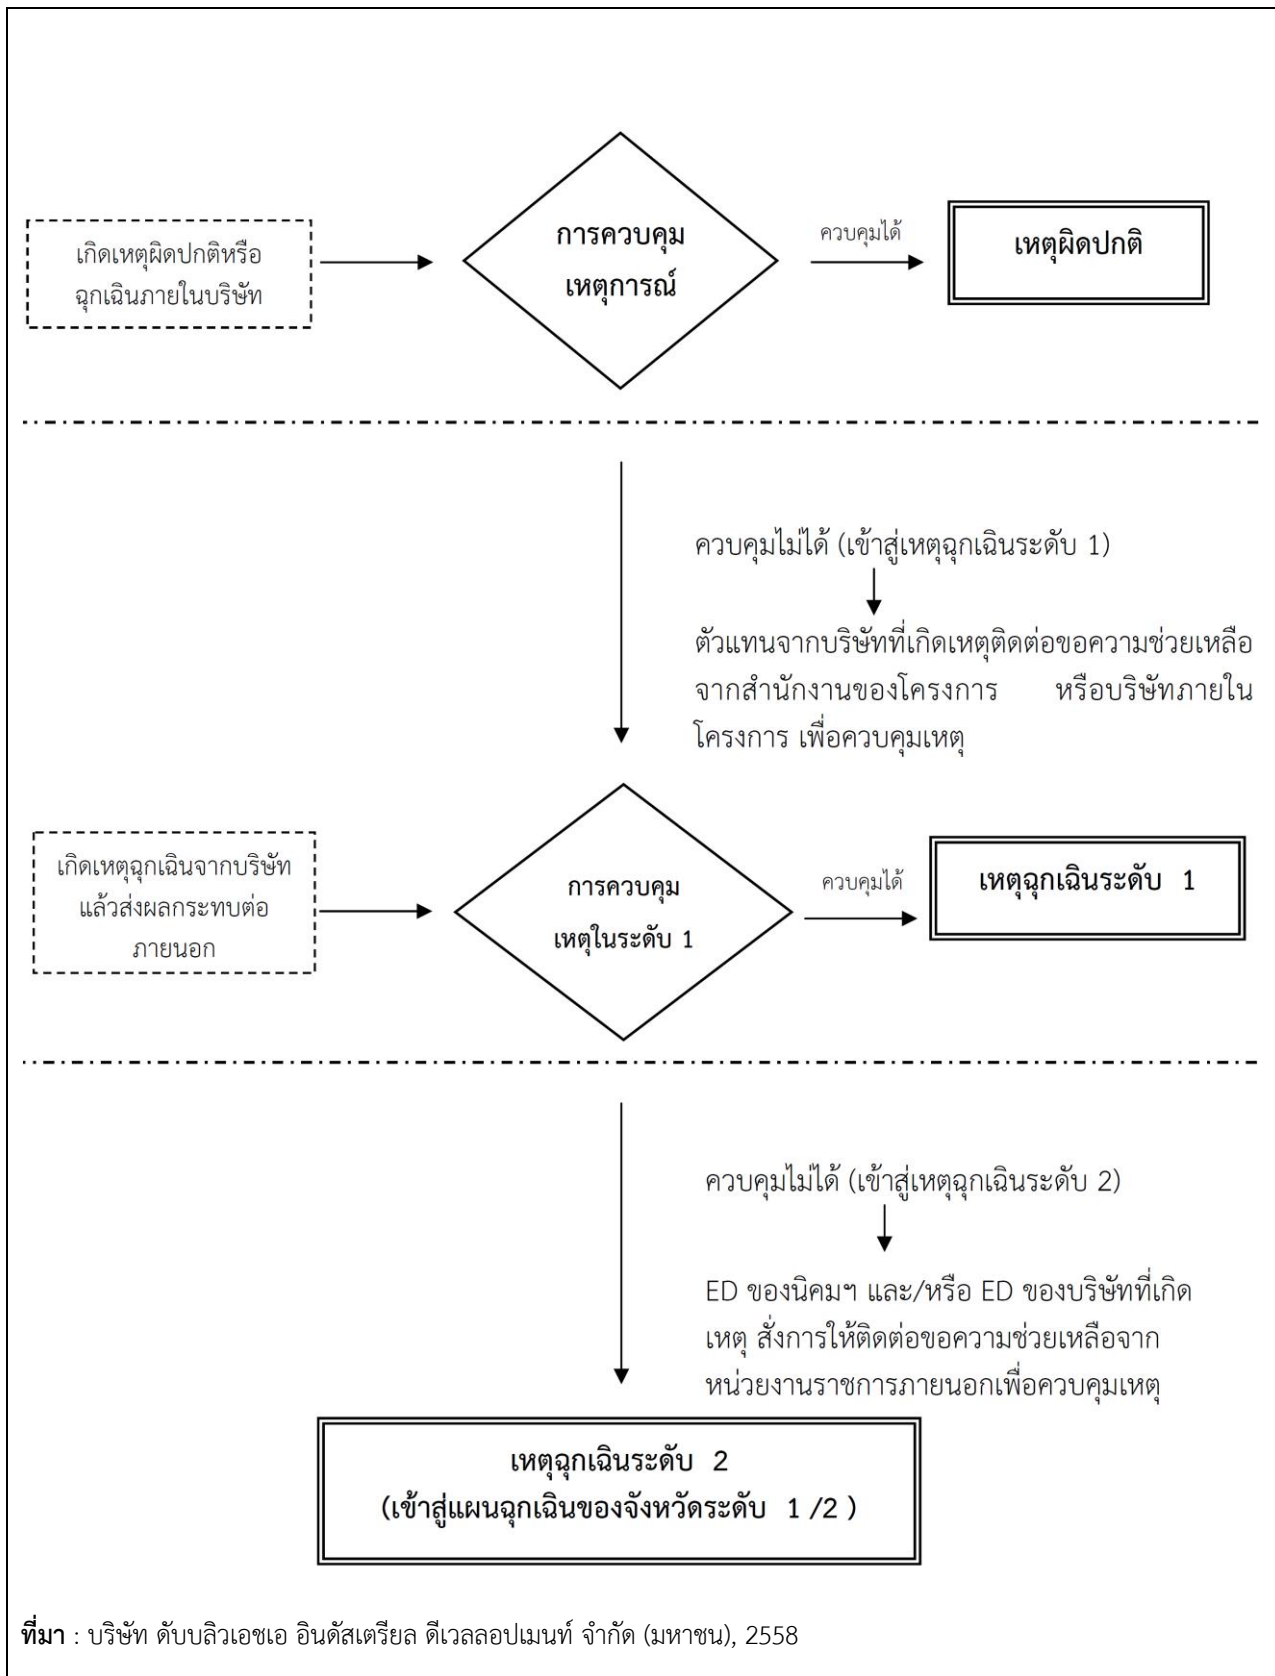 เกิดเหตุผิดปกติหรือ
ฉุกเฉินภายในบริษัท
การควบคุม
เหตุการณ์
ควบคุมได้
เหตุผิดปกติ
ควบคุมไม่ได้ (เข้าสู่เหตุฉุกเฉินระดับ 1)
ตัวแทนจากบริษัทที่เกิดเหตุติดต่อขอความช่วยเหลือ
จากสำนักงานของโครงการ หรือบริษัทภายใน
โครงการ เพื่อควบคุมเหตุ
เกิดเหตุฉุกเฉินจากบริษัท
แล้วส่งผลกระทบต่อ
ภายนอก
การควบคุม
เหตุในระดับ 1
ควบคุมได้
เหตุฉุกเฉินระดับ 1
ควบคุมไม่ได้ (เข้าสู่เหตุฉุกเฉินระดับ 2)
ED ของนิคมฯ และ/หรือ ED ของบริษัทที่เกิด
เหตุ สั่งการให้ติดต่อขอความช่วยเหลือจาก
หน่วยงานราชการภายนอกเพื่อควบคุมเหตุ
เหตุฉุกเฉินระดับ 2
(เข้าสู่แผนฉุกเฉินของจังหวัดระดับ 1 /2 )
ที่มา : บริษัท ดับบลิวเอชเอ อินดัสเตรียล ดีเวลลอปเมนท์ จำกัด (มหาชน), 2558